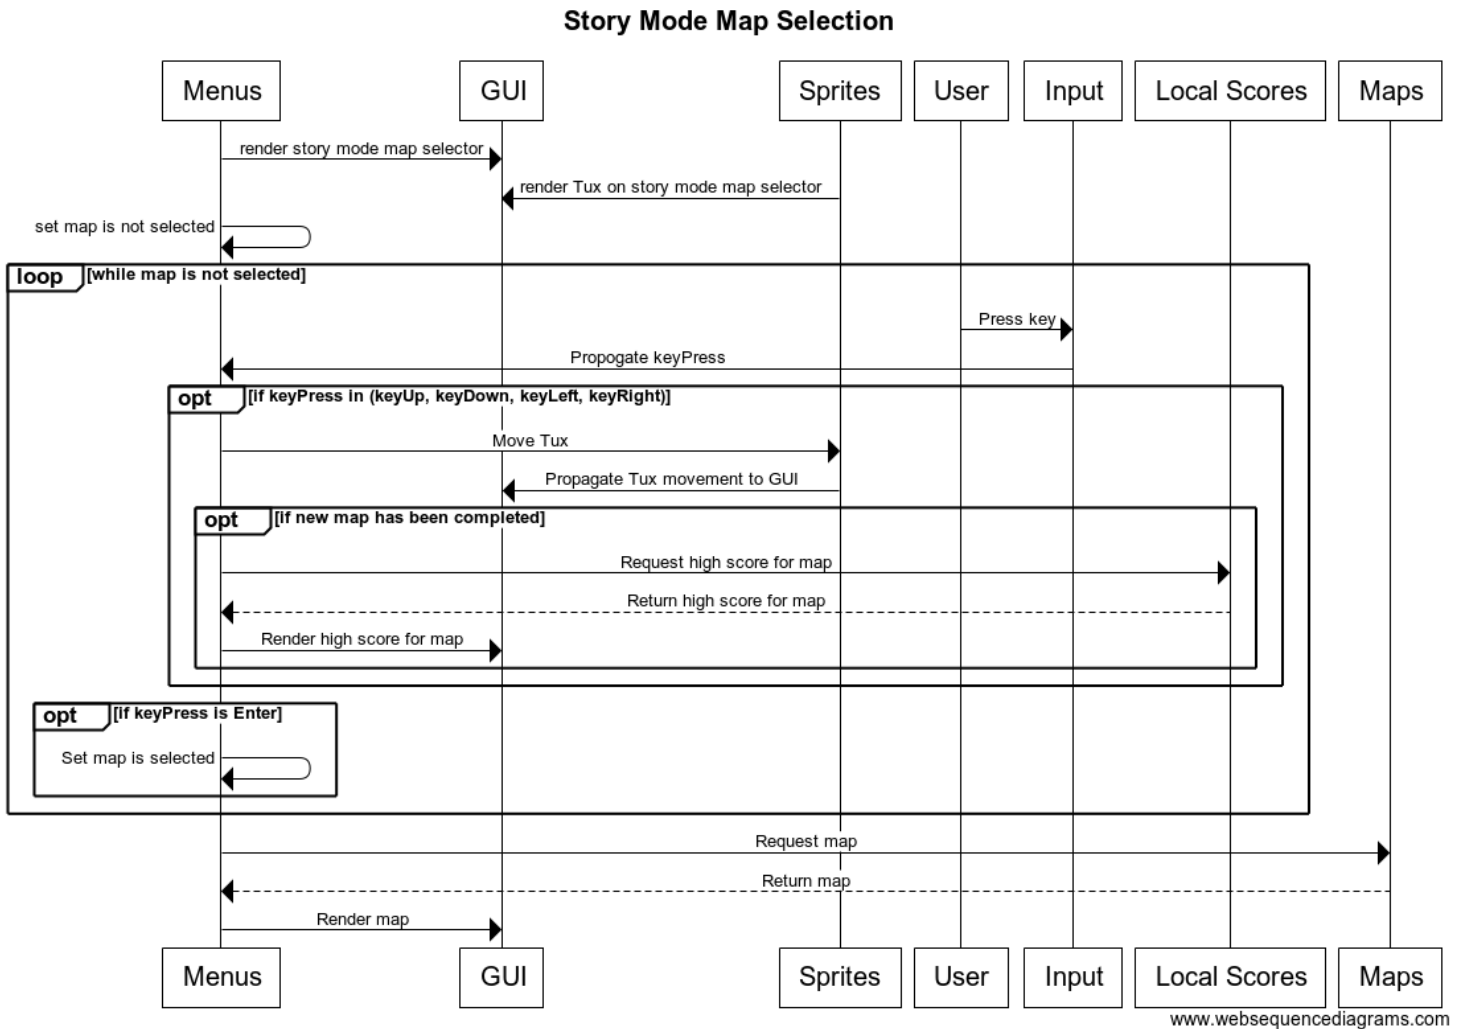 Story Mode Map Selection
Menus GUI Sprites User Input Local Scores Maps
render story mode map selector
render Tux on story mode map selector
set map is not selected
loop [while map is not selected]
Press key
Propogate keyPress
opt [if keyPress in (keyUp, keyDown, keyLeft, keyRight)]
Move Tux
Propagate Tux movement to GUI
opt [if new map has been completed]
Request high score for map
Return high score for map
Render high score for map
opt [if keyPress is Enter]
Set map is selected
Request map
Return map
Render map
Menus GUI Sprites User Input Local Scores Maps
www.websequencediagrams.com